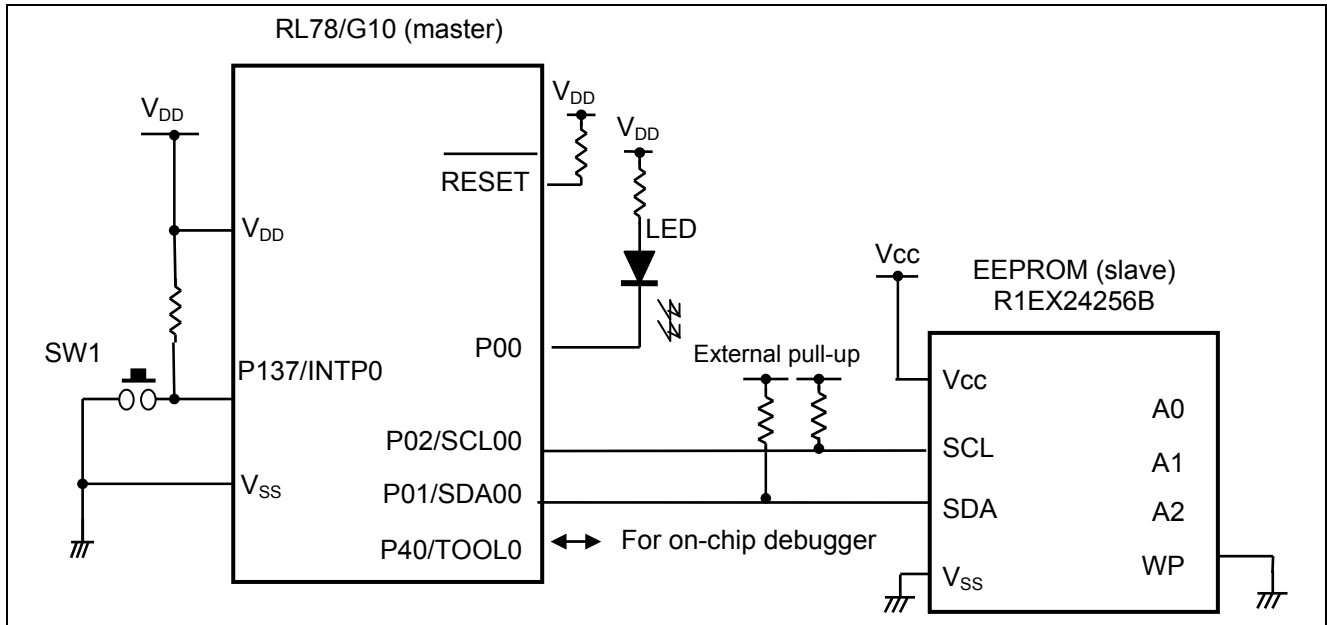 RL78/G10 (master)
VDD
VDD
VDD
RESET
LED
VDD
Vcc
EEPROM (slave)
R1EX24256B
SW1
P00
External pull-up
P137/INTP0
Vcc
A0
P02/SCL00
SCL
A1
VSS
P01/SDA00
SDA
A2
P40/TOOL0
For on-chip debugger
VSS
WP